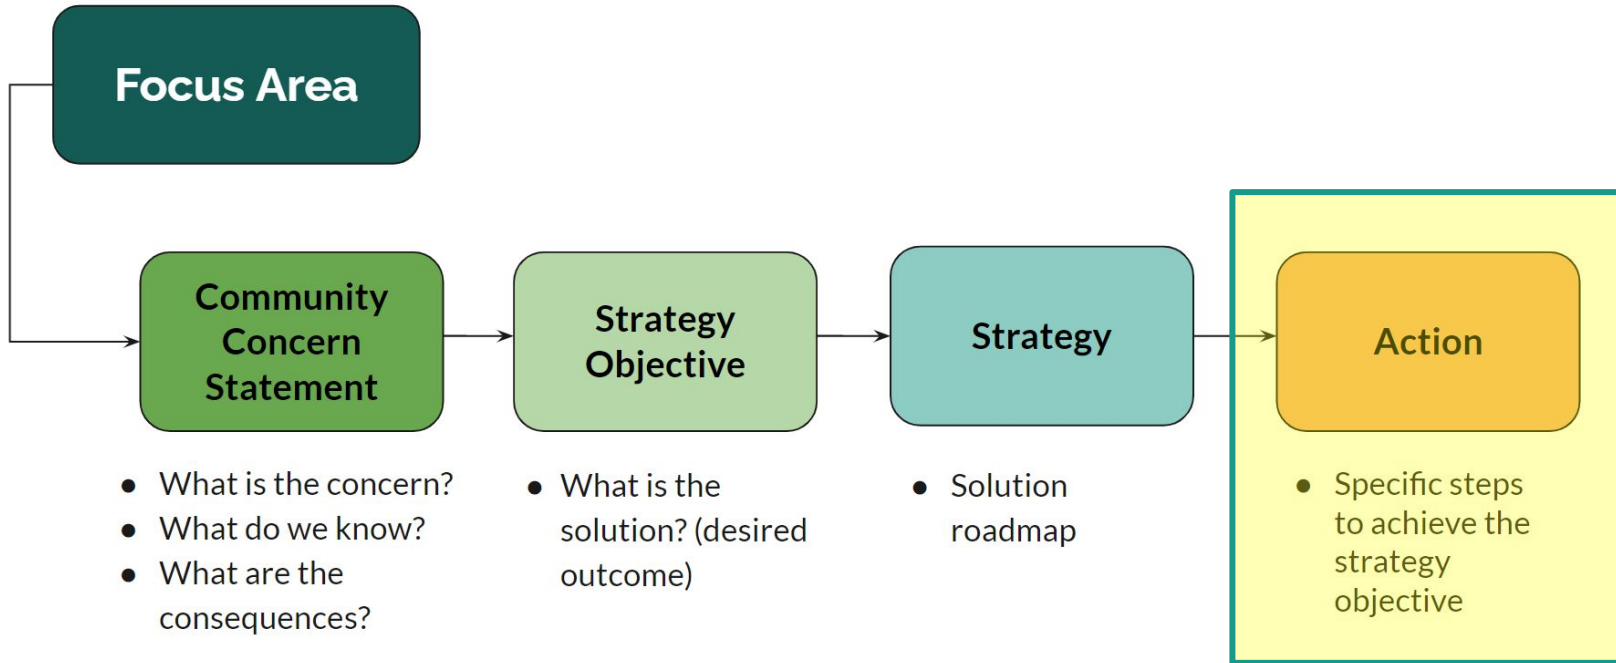 Focus Area
Community
Concern
Statement
Strategy
Objective
Strategy
Action
● What is the concern?
● What do we know?
● What are the
consequences?
● What is the
solution? (desired
outcome)
● Solution
roadmap
● Specific steps
to achieve the
strategy
objective